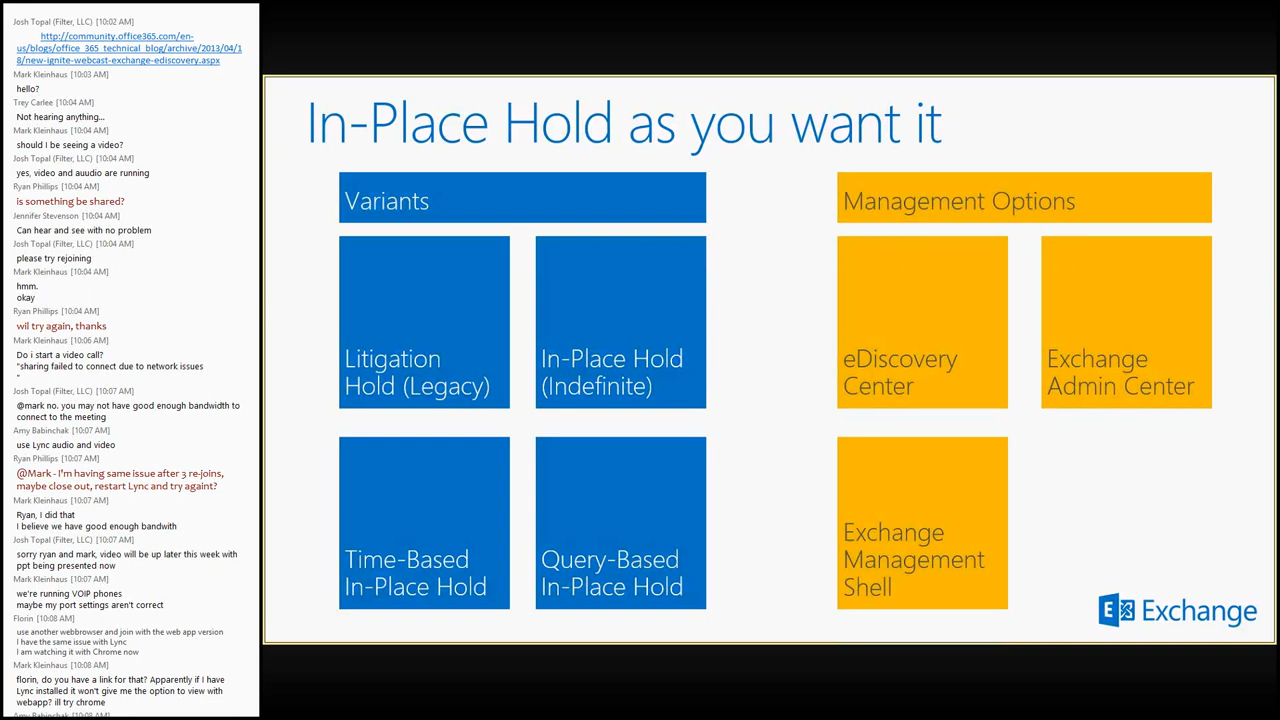 Josh Topal (Filter, LLC) [10:02 AM]
http://community.office365.com/en-
us/blogs/office_365_technical_blog/archive/2013/04/1
8/new-ignite-webcast-exchange-ediscovery.aspx
Mark Kleinhaus [10:03 AM]
hello?
Trey Carlee [10:04 AM]
Not hearing anything...
Mark Kleinhaus [10:04 AM]
should I be seeing a video?
Josh Topal (Filter, LLC) [10:04 AM]
yes, video and auudio are running
Ryan Phillips [10:04 AM]
is something be shared?
Jennifer Stevenson [10:04 AM]
Can hear and see with no problem
Josh Topal (Filter, LLC) [10:04 AM]
please try rejoining
Mark Kleinhaus [10:04 AM]
hmm.
okay
Ryan Phillips [10:04 AM]
wil try again, thanks
Mark Kleinhaus [10:06 AM]
Do i start a video call?
"sharing failed to connect due to network issues
"
Josh Topal (Filter, LLC) [10:07 AM]
@mark no. you may not have good enough bandwidth to
connect to the meeting
Amy Babinchak [10:07 AM]
use Lync audio and video
Ryan Phillips [10:07 AM]
@Mark - I'm having same issue after 3 re-joins,
maybe close out, restart Lync and try againt?
Mark Kleinhaus [10:07 AM]
Ryan, I did that
I believe we have good enough bandwith
Josh Topal (Filter, LLC) [10:07 AM]
sorry ryan and mark, video will be up later this week with
ppt being presented now
Mark Kleinhaus [10:07 AM]
we're running VOIP phones
maybe my port settings aren't correct
Florin [10:08 AM]
use another webbrowser and join with the web app version
I have the same issue with Lync
I am watching it with Chrome now
Mark Kleinhaus [10:08 AM]
florin, do you have a link for that? Apparently if I have
Lync installed it won't give me the option to view with
webapp? ill try chrome
Amy Babinchak [10:08 AM]
In-Place Hold as you want it
Variants
Litigation
Hold (Legacy)
In-Place Hold
(Indefinite)
Time-Based
In-Place Hold
Query-Based
In-Place Hold
Management Options
eDiscovery
Center
Exchange
Admin Center
Exchange
Management
Shell
Exchange